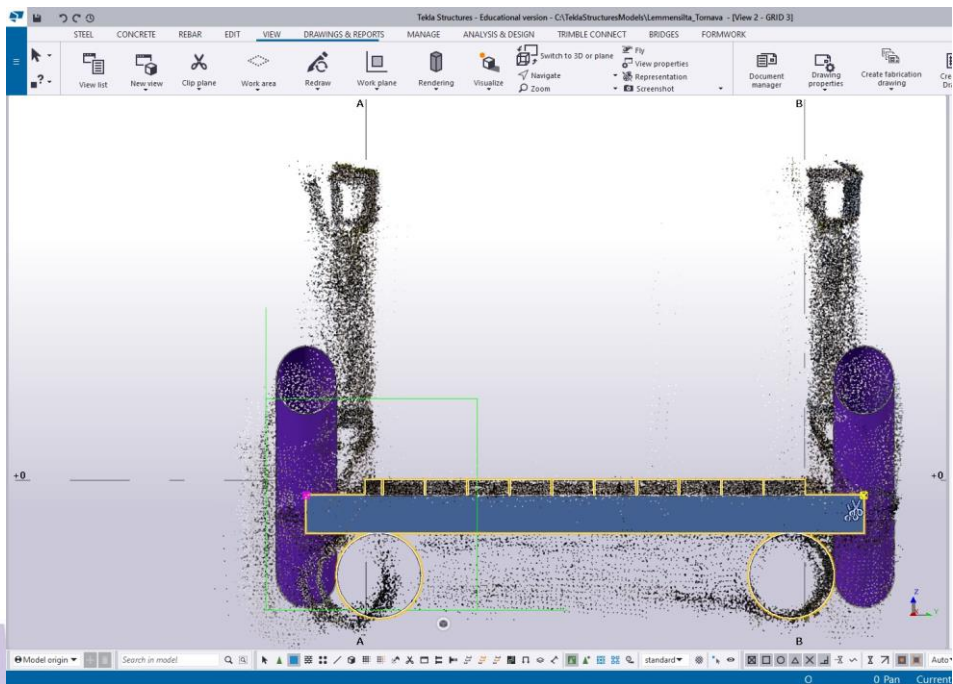 Tekla Structures - Educational version - C:\TeklaStructuresModels\Lemmensilta_Tornava - [View 2 - GRID 3]
STEEL CONCRETE REBAR EDIT VIEW DRAWINGS & REPORTS MANAGE ANALYSIS & DESIGN TRIMBLE CONNECT BRIDGES FORMWORK
View list
New view
Clip plane
Work area
Redraw
Work plane
Rendering
Visualize
Switch to 3D or plane
Navigate
Zoom
Fly
View properties
Representation
Screenshot
Document
manager
Drawing
properties
Create fabrication
drawing
A B
+0 +0
Z
Y
A B
Model origin Search in model standard Auto
O 0 Pan Current